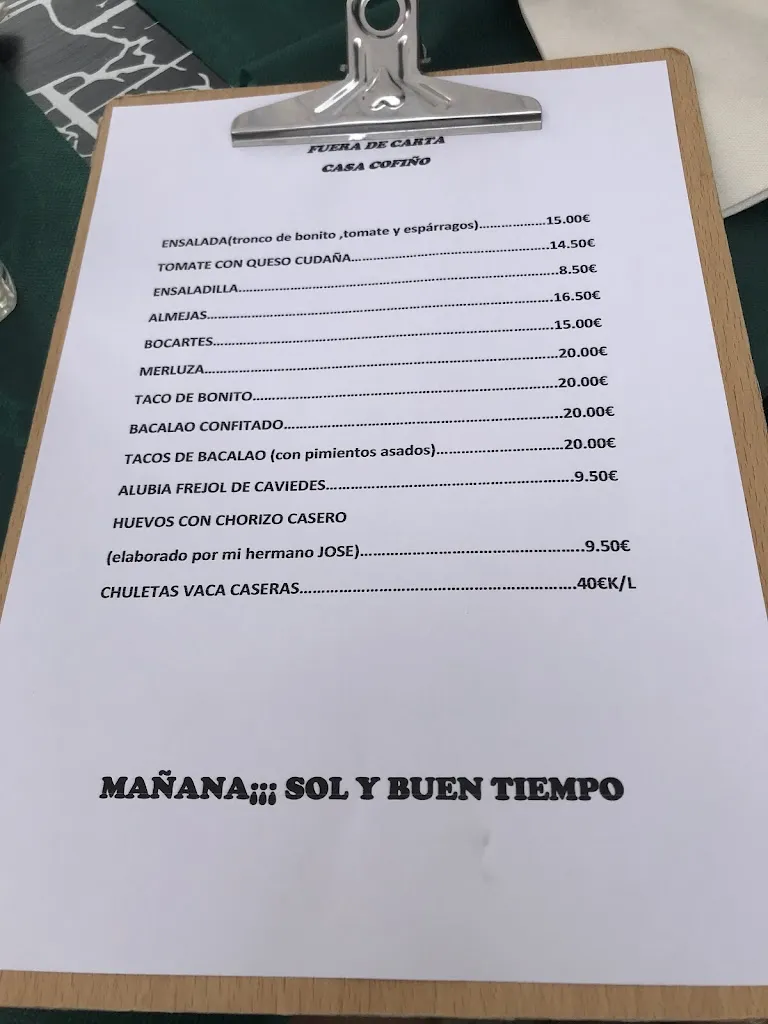 FUERA DE CARTA
CASA COFIÑO
ENSALADA(tronco de bonito ,tomate y espárragos)....................15.00€
TOMATE CON QUESO CUDAÑA............................................................14.50€
ENSALADILLA..........................................................................................8.50€
ALMEJAS................................................................................................16.50€
BOCARTES..............................................................................................15.00€
MERLUZA...............................................................................................20.00€
TACO DE BONITO...................................................................................20.00€
BACALAO CONFITADO...........................................................................20.00€
TACOS DE BACALAO (con pimientos asados)...................................20.00€
ALUBIA FREJOL DE CAVIEDES..................................................................9.50€
HUEVOS CON CHORIZO CASERO
(elaborado por mi hermano JOSE)..........................................................9.50€
CHULETAS VACA CASERAS......................................................................40€K/L
MAÑANA¡¡¡ SOL Y BUEN TIEMPO